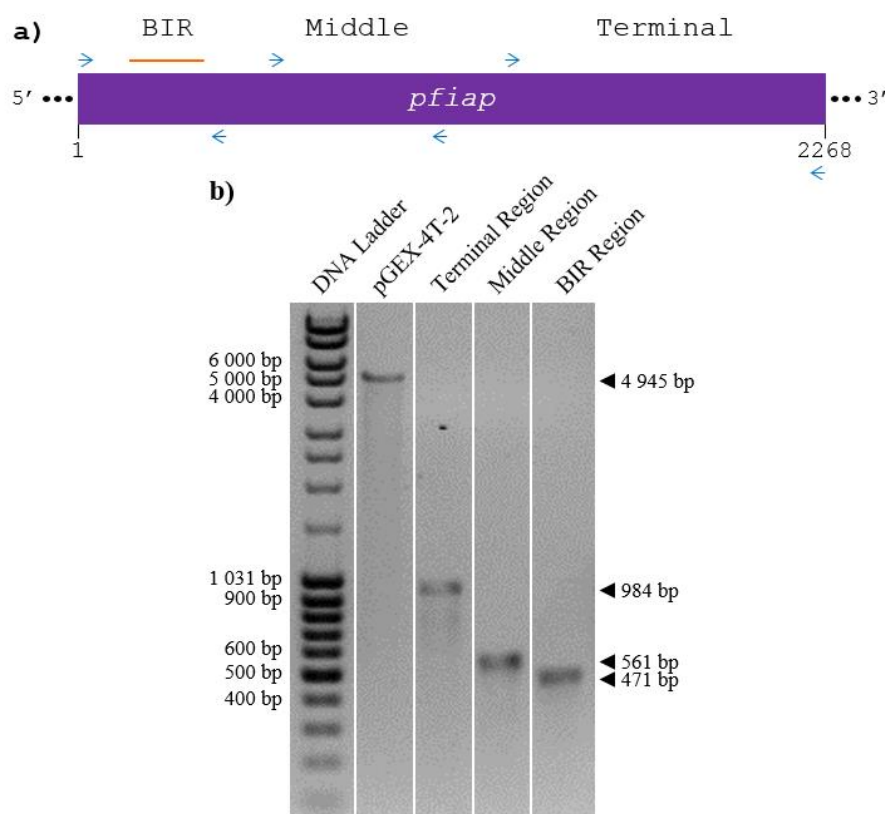 a) BIR Middle Terminal
5’ ••• pfiap ••• 3’
1 2268
b)
DNA Ladder
pGEX-4T-2
Terminal Region
Middle Region
BIR Region
6 000 bp
5 000 bp
4 000 bp
1 031 bp
900 bp
600 bp
500 bp
400 bp
4 945 bp
984 bp
561 bp
471 bp